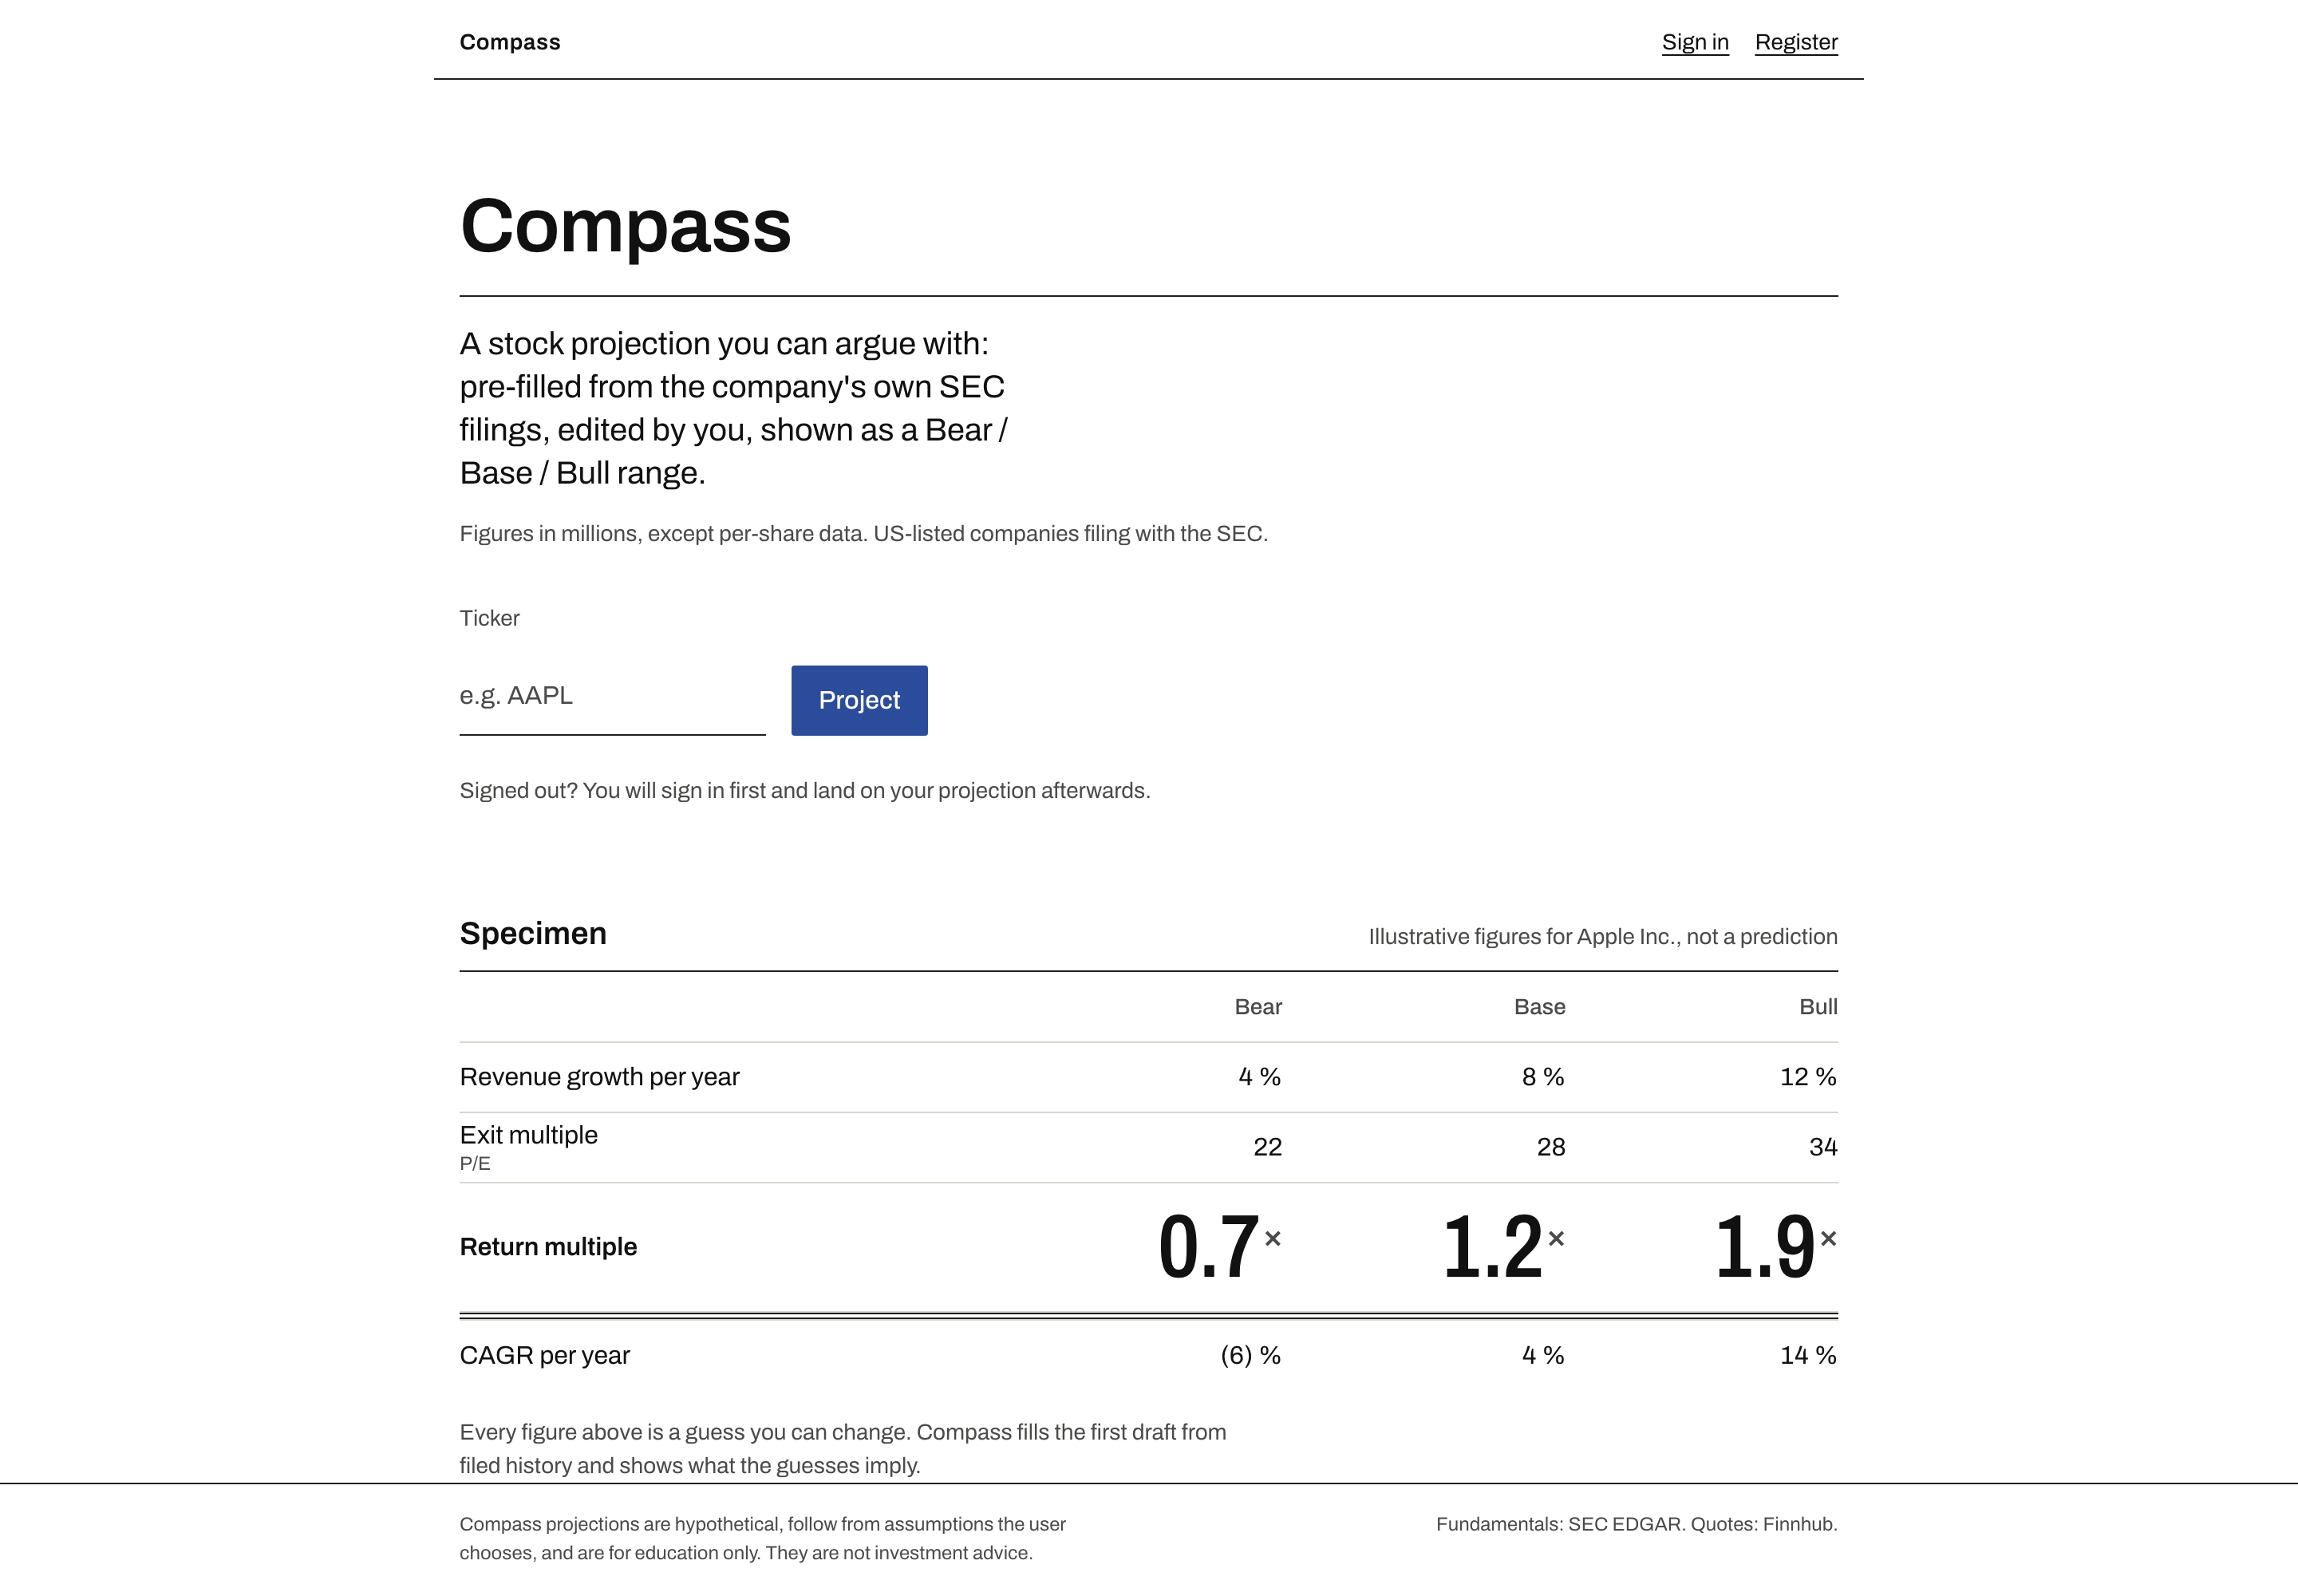 Compass
Sign in Register
Compass
A stock projection you can argue with:
pre-filled from the company's own SEC
filings, edited by you, shown as a Bear /
Base / Bull range.
Figures in millions, except per-share data. US-listed companies filing with the SEC.
Ticker
e.g. AAPL
Project
Signed out? You will sign in first and land on your projection afterwards.
Specimen
Illustrative figures for Apple Inc., not a prediction
Bear Base Bull
Revenue growth per year 4 % 8 % 12 %
Exit multiple
P/E
22 28 34
Return multiple 0.7× 1.2× 1.9×
CAGR per year (6) % 4 % 14 %
Every figure above is a guess you can change. Compass fills the first draft from
filed history and shows what the guesses imply.
Compass projections are hypothetical, follow from assumptions the user
chooses, and are for education only. They are not investment advice.
Fundamentals: SEC EDGAR. Quotes: Finnhub.